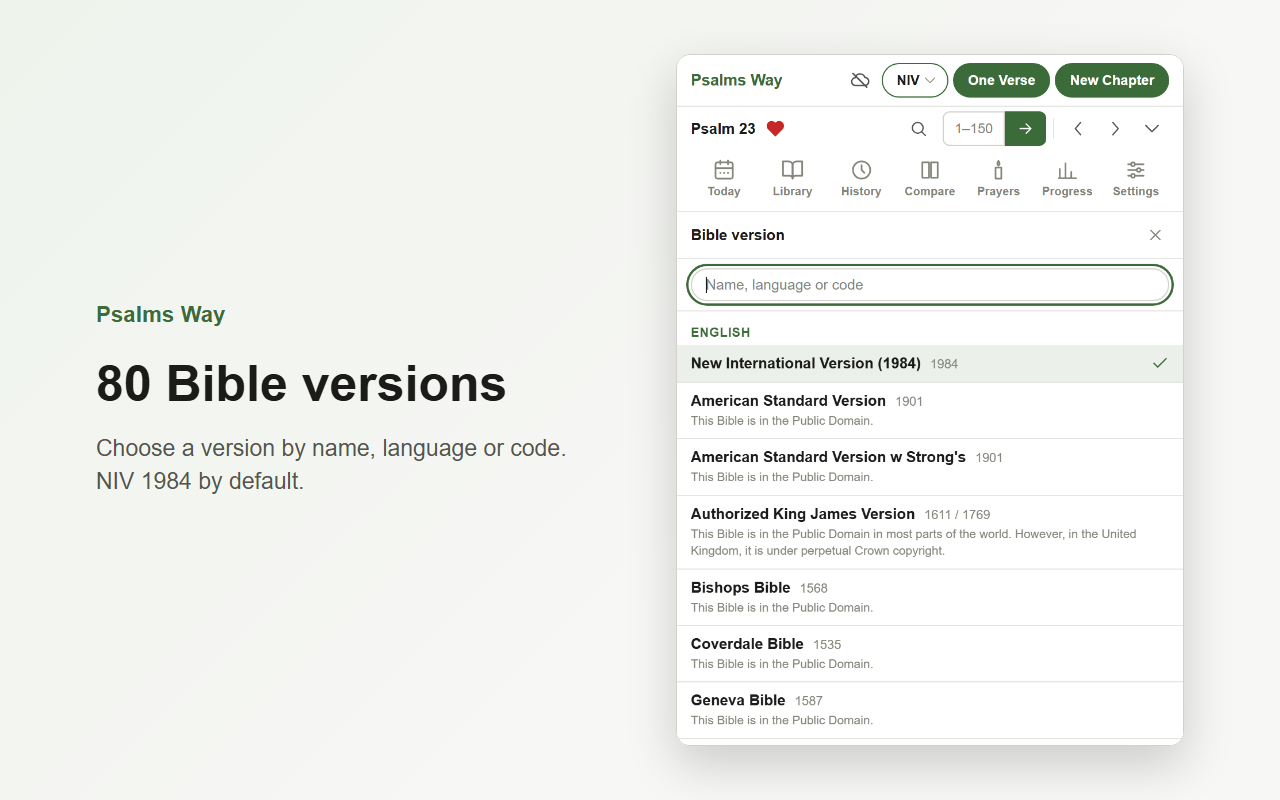 Psalms Way
80 Bible versions
Choose a version by name, language or code.
NIV 1984 by default.
Psalms Way NIV One Verse New Chapter
Psalm 23 1–150
Today Library History Compare Prayers Progress Settings
Bible version
Name, language or code
ENGLISH
New International Version (1984) 1984
American Standard Version 1901
This Bible is in the Public Domain.
American Standard Version w Strong's 1901
This Bible is in the Public Domain.
Authorized King James Version 1611 / 1769
This Bible is in the Public Domain in most parts of the world. However, in the United
Kingdom, it is under perpetual Crown copyright.
Bishops Bible 1568
This Bible is in the Public Domain.
Coverdale Bible 1535
This Bible is in the Public Domain.
Geneva Bible 1587
This Bible is in the Public Domain.